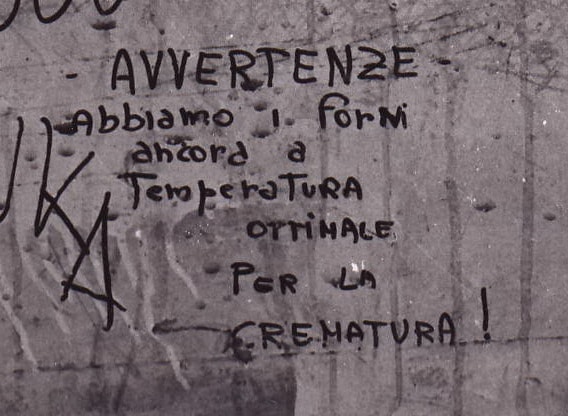 - AVVERTENZE -
Abbiamo i forni
ancora a
TemperaTURA
OTTIMALE
PER LA
CREMATURA!